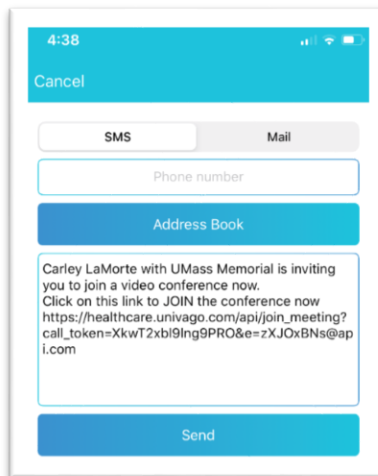 4:38
Cancel
SMS
Mail
Phone number
Address Book
Carley LaMorte with UMass Memorial is inviting
you to join a video conference now.
Click on this link to JOIN the conference now
https://healthcare.univago.com/api/join_meeting?
call_token=XkwT2xbl9Ing9PRO&e=zXJOxBNs@ap
i.com
Send